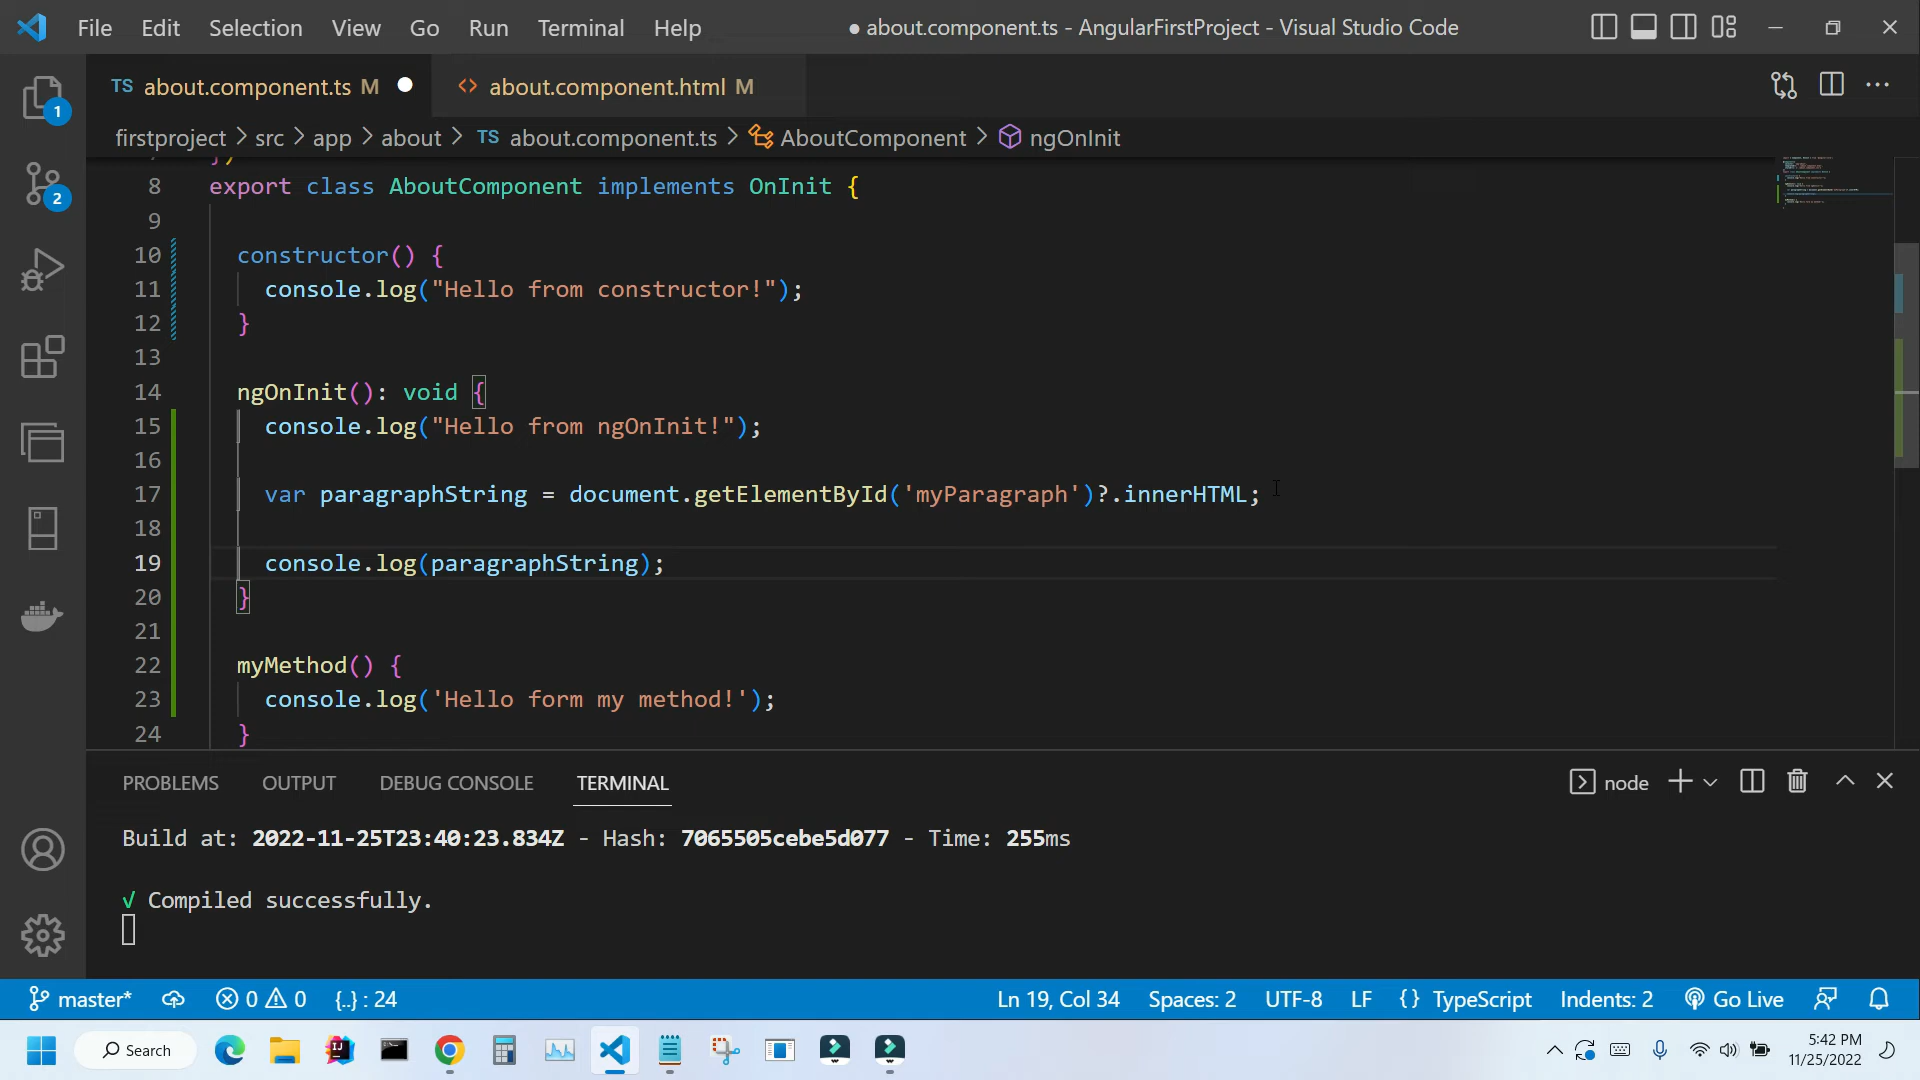 File Edit Selection View Go Run Terminal Help ● about.component.ts - AngularFirstProject - Visual Studio Code
TS about.component.ts M ● <> about.component.html M
firstproject > src > app > about > TS about.component.ts > AboutComponent > ngOnInit
8 export class AboutComponent implements OnInit {
9
10 constructor() {
11 console.log("Hello from constructor!");
12 }
13
14 ngOnInit(): void {
15 console.log("Hello from ngOnInit!");
16
17 var paragraphString = document.getElementById('myParagraph')?.innerHTML;
18
19 console.log(paragraphString);
20 }
21
22 myMethod() {
23 console.log('Hello form my method!');
24 }
1
2
PROBLEMS OUTPUT DEBUG CONSOLE TERMINAL node
Build at: 2022-11-25T23:40:23.834Z - Hash: 7065505cebe5d077 - Time: 255ms
√ Compiled successfully.
master* 0 0 {..} : 24 Ln 19, Col 34 Spaces: 2 UTF-8 LF {} TypeScript Indents: 2 Go Live
Search 5:42 PM
11/25/2022